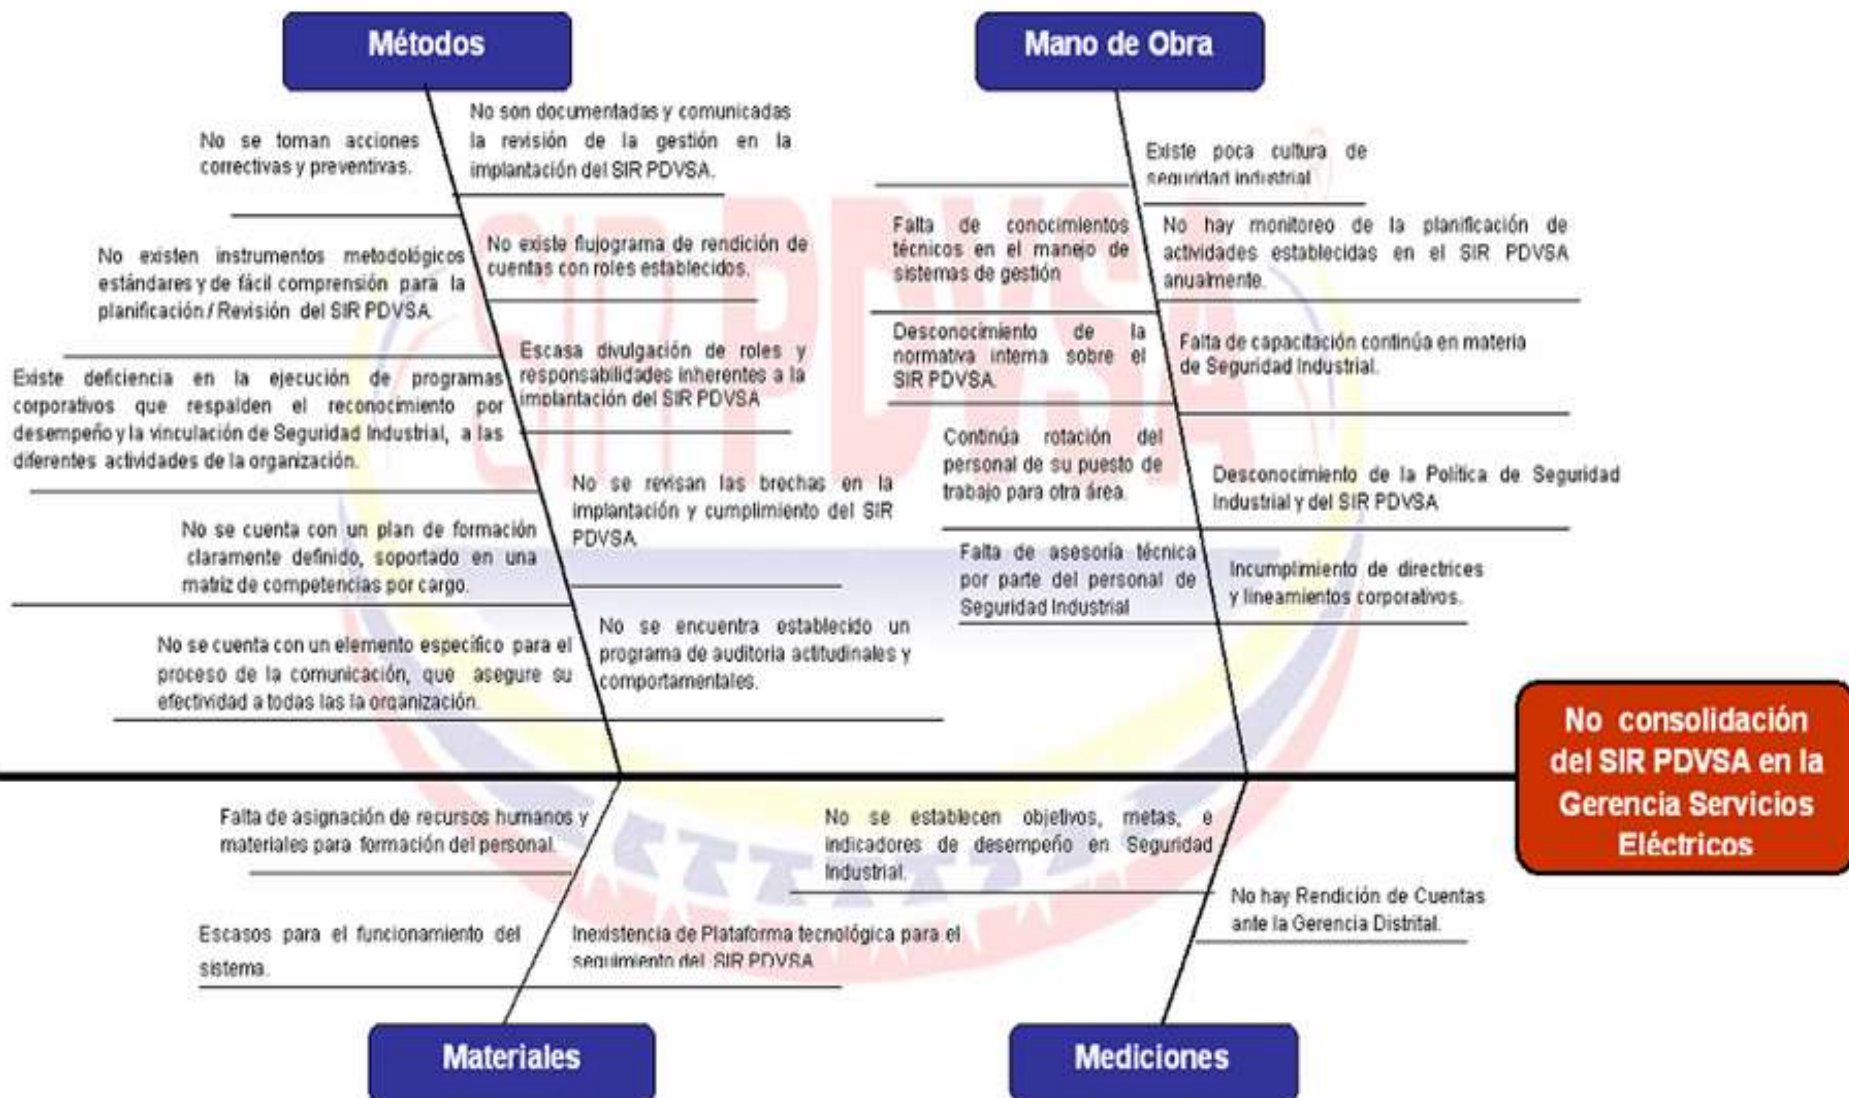 Métodos
No se toman acciones
correctivas y preventivas.
No existen instrumentos metodológicos
estándares y de fácil comprensión para la
planificación / Revisión del SIR PDVSA.
Existe deficiencia en la ejecución de programas
corporativos que respalden el reconocimiento por
desempeño y la vinculación de Seguridad Industrial, a las
diferentes actividades de la organización.
No se cuenta con un plan de formación
claramente definido, soportado en una
matriz de competencias por cargo.
No se cuenta con un elemento específico para el
proceso de la comunicación, que asegure su
efectividad a todas las la organización.
No son documentadas y comunicadas
la revisión de la gestión en la
implantación del SIR PDVSA.
No existe flujograma de rendición de
cuentas con roles establecidos.
Escasa divulgación de roles y
responsabilidades inherentes a la
implantación del SIR PDVSA
No se revisan las brechas en la
implantación y cumplimiento del SIR
PDVSA
No se encuentra establecido un
programa de auditoria actitudinales y
comportamentales.
Mano de Obra
Falta de conocimientos
técnicos en el manejo de
sistemas de gestión
Desconocimiento de la
normativa interna sobre el
SIR PDVSA.
Continúa rotación del
personal de su puesto de
trabajo para otra área.
Falta de asesoría técnica
por parte del personal de
Seguridad Industrial
Existe poca cultura de
seguridad industrial
No hay monitoreo de la planificación de
actividades establecidas en el SIR PDVSA
anualmente.
Falta de capacitación continúa en materia
de Seguridad Industrial.
Desconocimiento de la Política de Seguridad
Industrial y del SIR PDVSA
Incumplimiento de directrices
y lineamientos corporativos.
SIR PDVSA
®
No consolidación
del SIR PDVSA en la
Gerencia Servicios
Eléctricos
Falta de asignación de recursos humanos y
materiales para formación del personal.
Escasos para el funcionamiento del
sistema.
Inexistencia de Plataforma tecnológica para el
seguimiento del SIR PDVSA
Materiales
No se establecen objetivos, metas, e
indicadores de desempeño en Seguridad
Industrial.
No hay Rendición de Cuentas
ante la Gerencia Distrital.
Mediciones